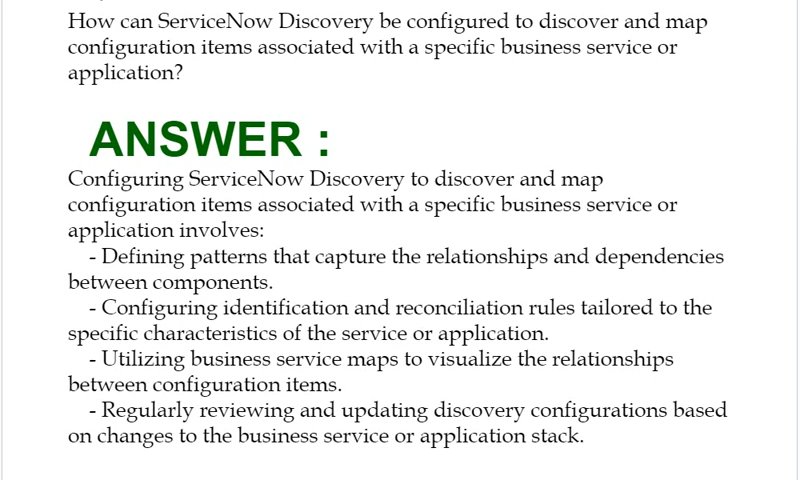 How can ServiceNow Discovery be configured to discover and map
configuration items associated with a specific business service or
application?
ANSWER :
Configuring ServiceNow Discovery to discover and map
configuration items associated with a specific business service or
application involves:
- Defining patterns that capture the relationships and dependencies
between components.
- Configuring identification and reconciliation rules tailored to the
specific characteristics of the service or application.
- Utilizing business service maps to visualize the relationships
between configuration items.
- Regularly reviewing and updating discovery configurations based
on changes to the business service or application stack.